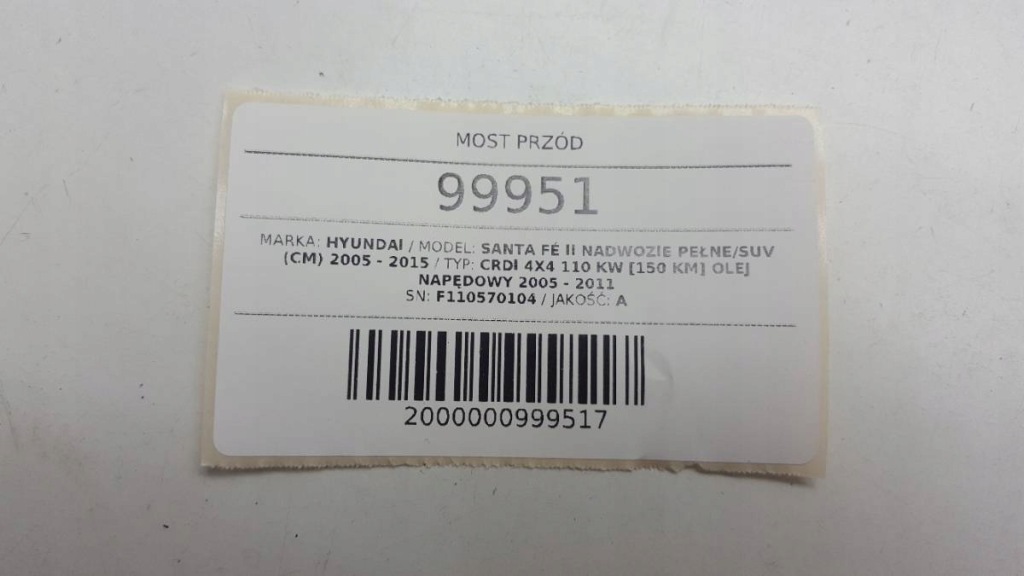 MOST PRZÓD
99951
MARKA: HYUNDAI / MODEL: SANTA FÉ II NADWOZIE PEŁNE/SUV
(CM) 2005 - 2015 / TYP: CRDI 4X4 110 KW [150 KM] OLEJ
NAPĘDOWY 2005 - 2011
SN: F110570104 / JAKOŚĆ: A
2000000999517